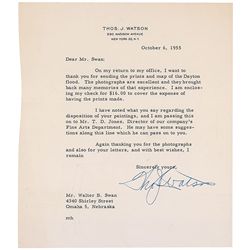 THOS. J. WATSON
590 MADISON AVENUE
NEW YORK 22, N.Y.
October 6, 1955
Dear Mr. Swan:
On my return to my office, I want to
thank you for sending the prints and map of the Dayton
Good. The photographs are excellent and they brought
back many memories of that experience. I am enclos-
ing my check for $16.00 to cover the expense of
having the prints made.
I have noted what you say regarding the
disposition of your paintings, and I am passing this
on to Mr. T. D. Jones, Director of our company's
Fine Arts Department. He may have some sugges-
tions along this line which he can pass on to you.
Again thanking you for the photographs
and also for your letters, and with best wishes, I
remain
Sincerely yours,
Thos J Watson
Mr. Walter B. Swan
4340 Shirley Street
Omaha 5, Nebraska